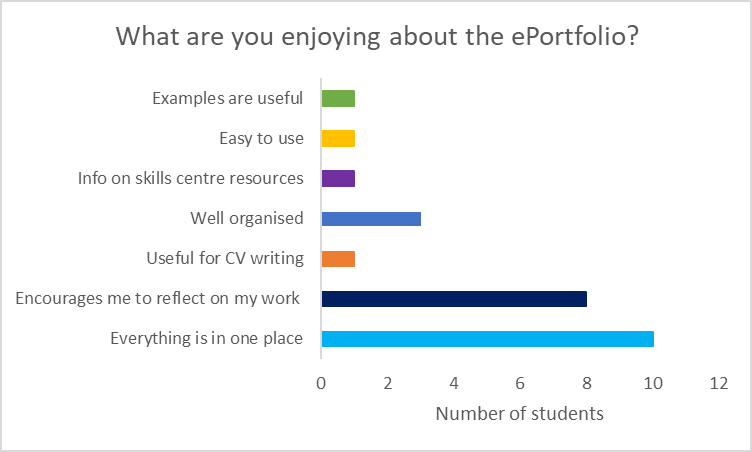 What are you enjoying about the ePortfolio?
Examples are useful
Easy to use
Info on skills centre resources
Well organised
Useful for CV writing
Encourages me to reflect on my work
Everything is in one place
0 2 4 6 8 10 12
Number of students